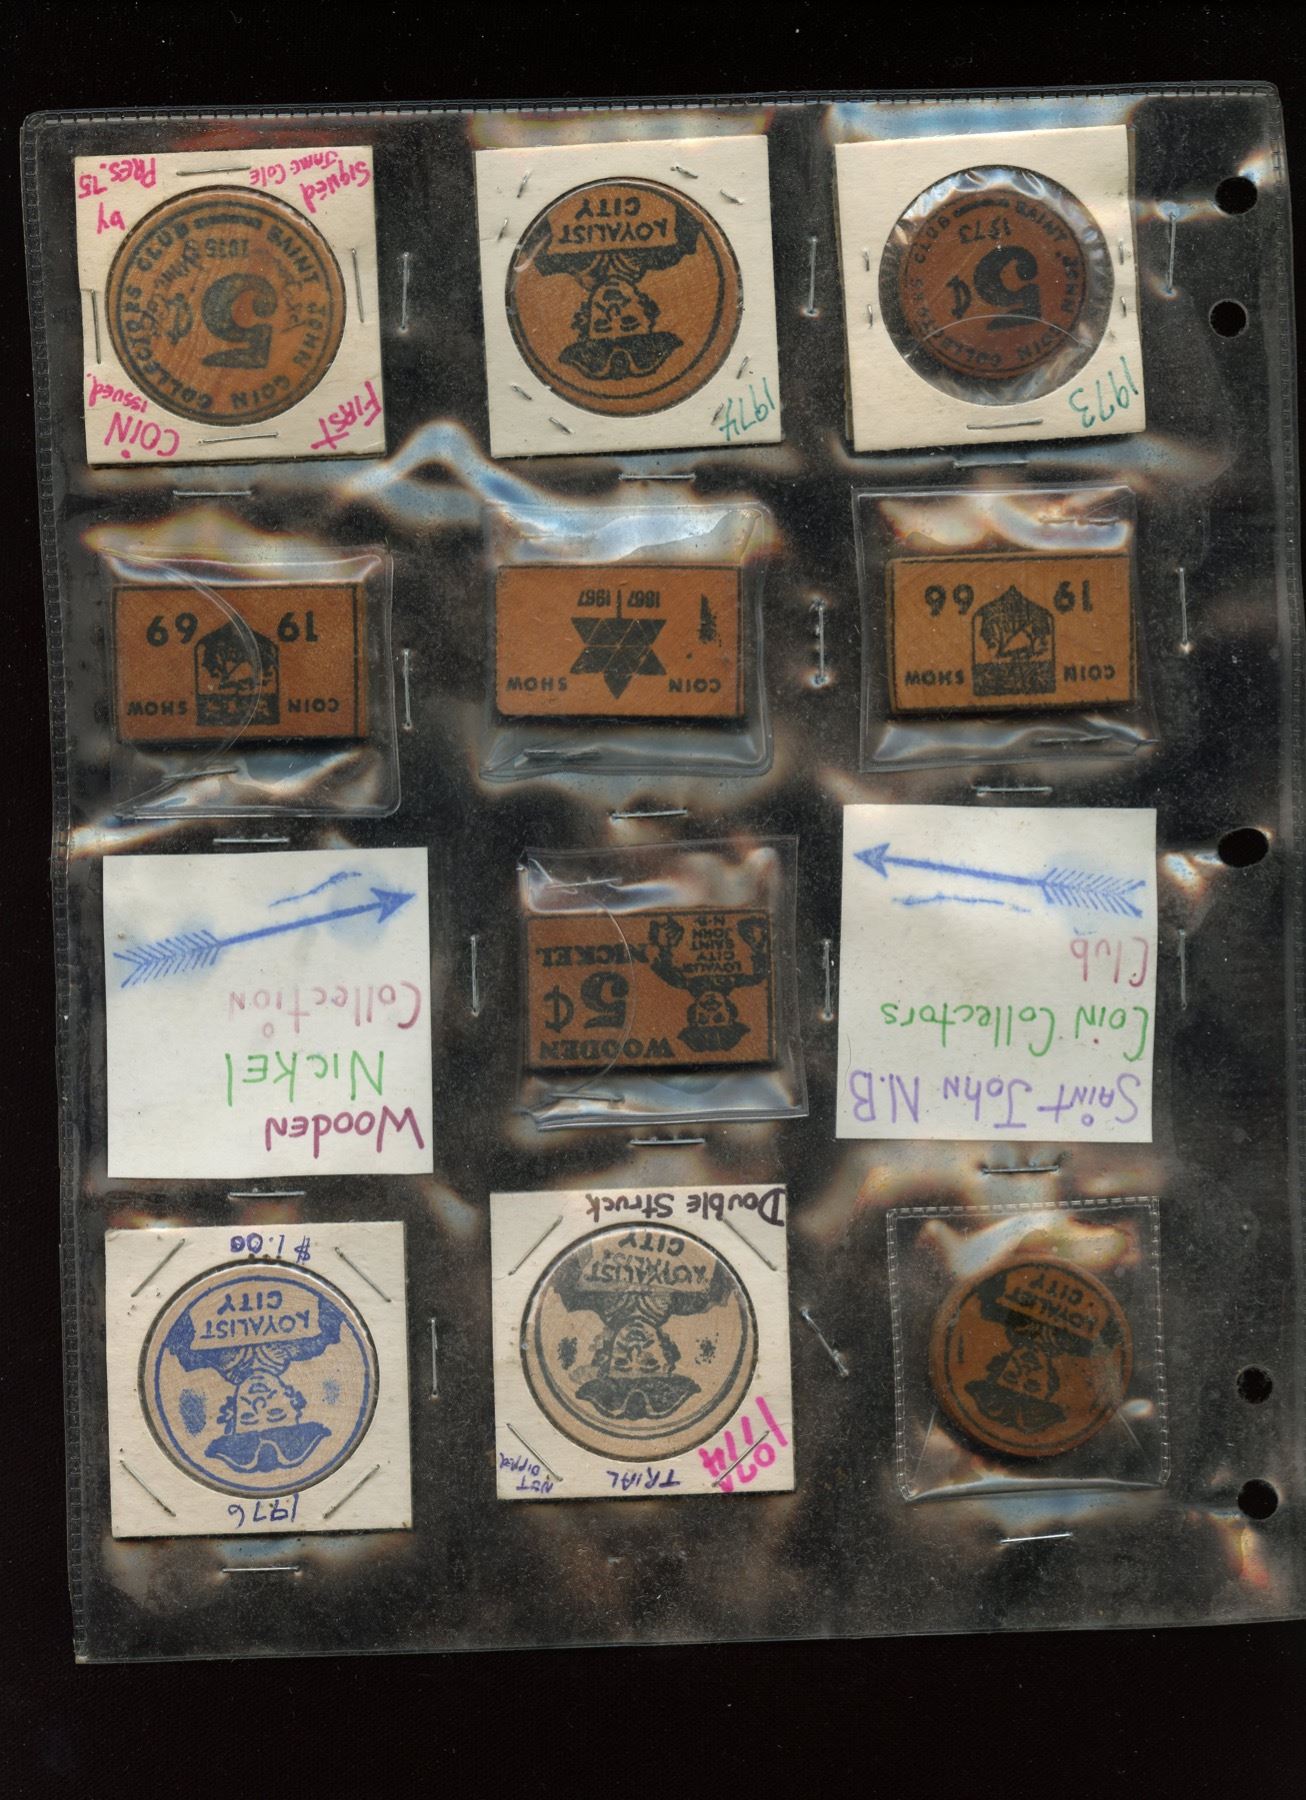 LOYALIST
CITY
1974
TRIAL
NOT
DIPPED
LOYALIST
CITY
Double Struck
1976
LOYALIST
CITY
$1.00
Saint John N.B
Coin Collectors
Club
WOODEN
5¢
NICKEL
LOYALIST
CITY
SAINT
JOHN
N.B.
Wooden
Nickel
Collection
COIN SHOW
19 66
COIN SHOW
1867 1967
COIN SHOW
19 69
1973
SAINT JOHN COIN COLLECTORS CLUB
5¢
1973
1974
LOYALIST
CITY
FIRST
COIN
ISSUED
SAINT JOHN COIN COLLECTORS CLUB
5¢
Signed
Jame Cole
by
Pres. 75